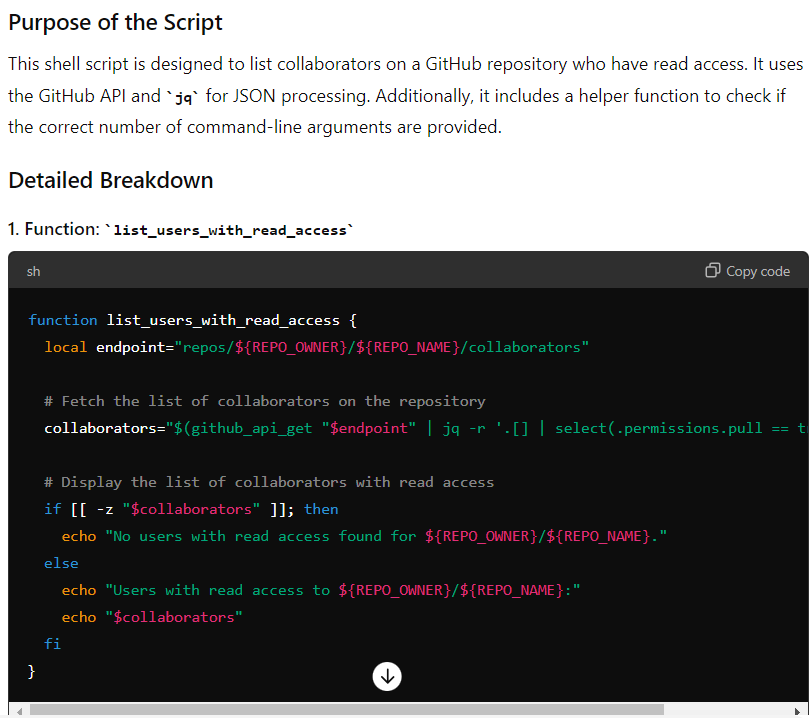 Purpose of the Script
This shell script is designed to list collaborators on a GitHub repository who have read access. It uses
the GitHub API and `jq` for JSON processing. Additionally, it includes a helper function to check if
the correct number of command-line arguments are provided.
Detailed Breakdown
1. Function: `list_users_with_read_access`
sh
Copy code
function list_users_with_read_access {
  local endpoint="repos/${REPO_OWNER}/${REPO_NAME}/collaborators"
  # Fetch the list of collaborators on the repository
  collaborators="$(github_api_get "$endpoint" | jq -r '.[] | select(.permissions.pull == t
  # Display the list of collaborators with read access
  if [[ -z "$collaborators" ]]; then
    echo "No users with read access found for ${REPO_OWNER}/${REPO_NAME}."
  else
    echo "Users with read access to ${REPO_OWNER}/${REPO_NAME}:"
    echo "$collaborators"
  fi
}